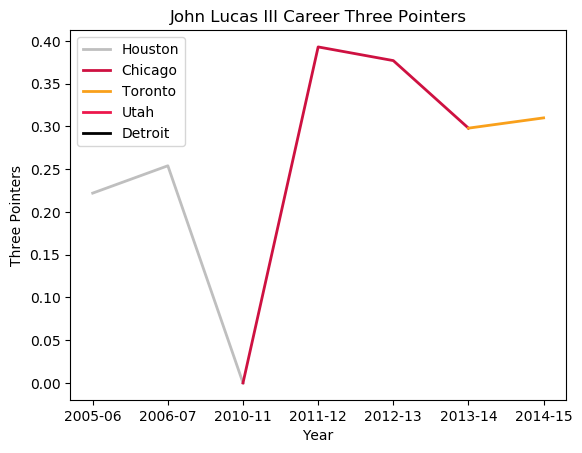 John Lucas III Career Three Pointers
Houston
Chicago
Toronto
Utah
Detroit
Three Pointers
0.40
0.35
0.30
0.25
0.20
0.15
0.10
0.05
0.00
2005-06 2006-07 2010-11 2011-12 2012-13 2013-14 2014-15
Year